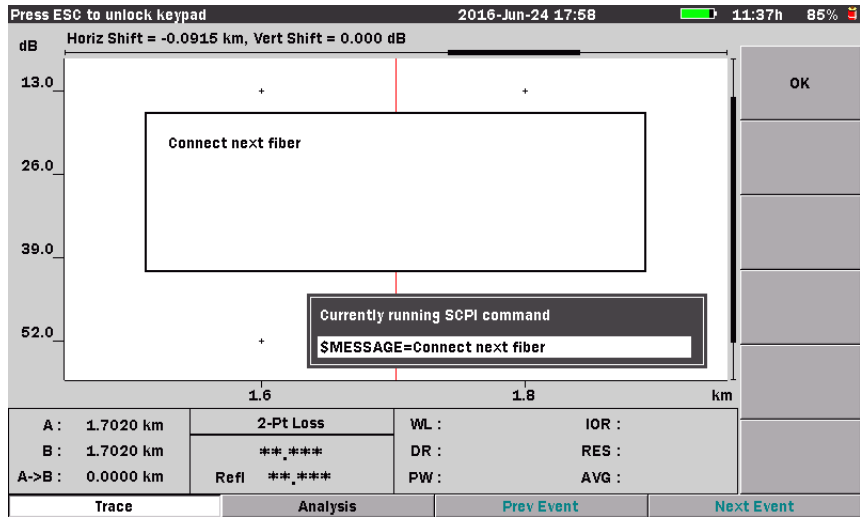 Press ESC to unlock keypad 2016-Jun-24 17:58 11:37h 85%
dB Horiz Shift = -0.0915 km, Vert Shift = 0.000 dB
13.0
OK
Connect next fiber
26.0
39.0
Currently running SCPI command
52.0
$MESSAGE=Connect next fiber
1.6 1.8 km
A : 1.7020 km 2-Pt Loss WL : IOR :
B : 1.7020 km **.*** DR : RES :
A->B : 0.0000 km Refl **.*** PW : AVG :
Trace Analysis Prev Event Next Event